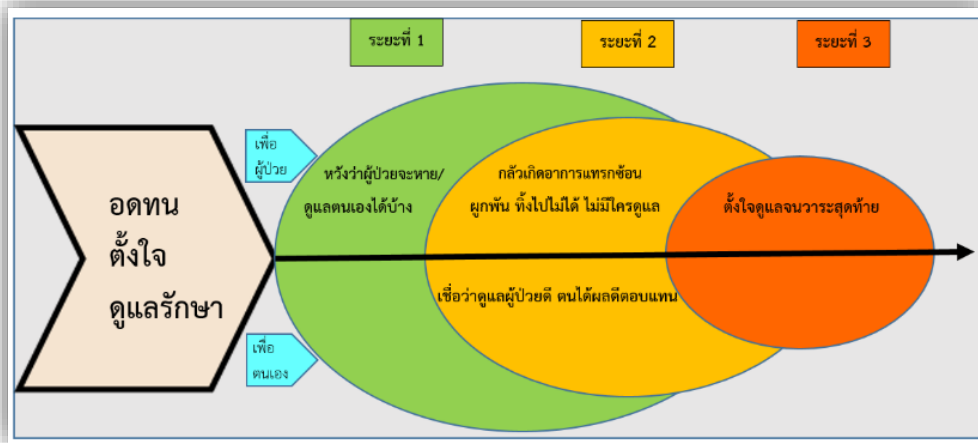 ระยะที่ 1
ระยะที่ 2
ระยะที่ 3
อดทน
ตั้งใจ
ดูแลรักษา
เพื่อ
ผู้ป่วย
หวังว่าผู้ป่วยจะหาย/
ดูแลตนเองได้บ้าง
กลัวเกิดอาการแทรกซ้อน
ผูกพัน ทิ้งไปไม่ได้ ไม่มีใครดูแล
ตั้งใจดูแลจนวาระสุดท้าย
เชื่อว่าดูแลผู้ป่วยดี ตนได้ผลดีตอบแทน
เพื่อ
ตนเอง